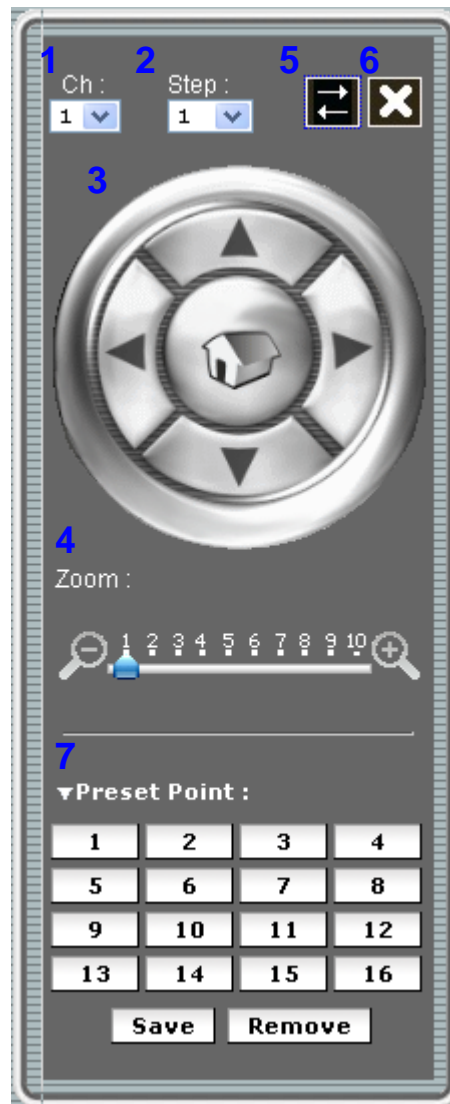 1 2 5 6
Ch : Step :
1 1
3
4
Zoom :
1 2 3 4 5 6 7 8 9 10
7
▾Preset Point :
1 2 3 4
5 6 7 8
9 10 11 12
13 14 15 16
Save Remove